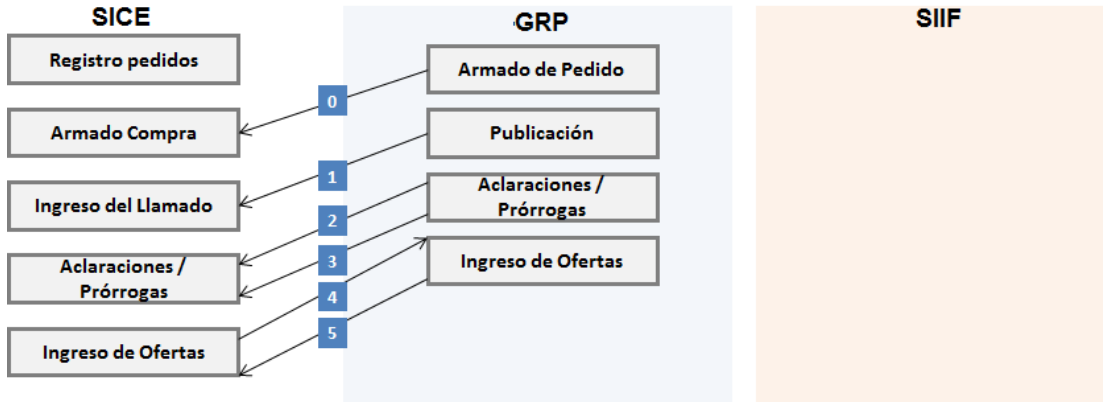 SICE
GRP
SIIF
Registro pedidos
Armado de Pedido
0
Armado Compra
Publicación
1
Ingreso del Llamado
Aclaraciones /
Prórrogas
2
Aclaraciones /
Prórrogas
3
Ingreso de Ofertas
4
Ingreso de Ofertas
5